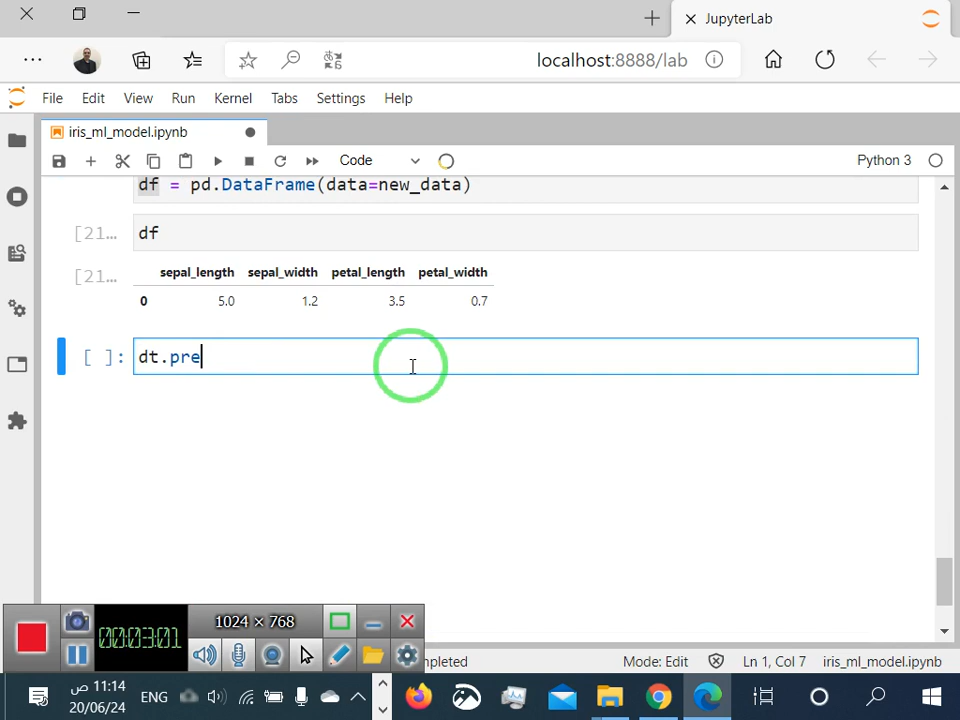 JupyterLab
localhost:8888/lab
File Edit View Run Kernel Tabs Settings Help
iris_ml_model.ipynb
Code Python 3
df = pd.DataFrame(data=new_data)
[21... df
[21... sepal_length sepal_width petal_length petal_width
0 5.0 1.2 3.5 0.7
[ ]: dt.pre
1024 × 768
00:03:01
mpleted Mode: Edit Ln 1, Col 7 iris_ml_model.ipynb
11:14 ص
ENG
20/06/24